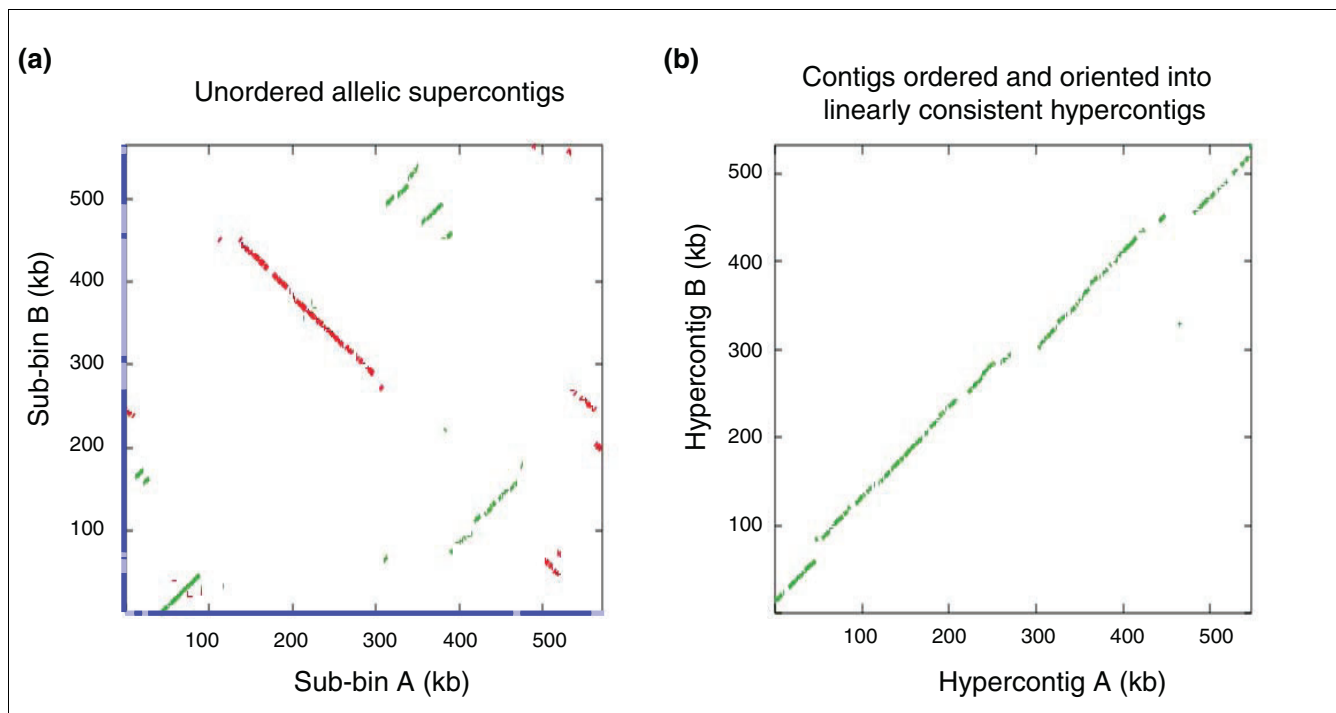 (a)
Unordered allelic supercontigs
Sub-bin B (kb)
500
400
300
200
100
100 200 300 400 500
Sub-bin A (kb)
(b)
Contigs ordered and oriented into
linearly consistent hypercontigs
Hypercontig B (kb)
500
400
300
200
100
100 200 300 400 500
Hypercontig A (kb)